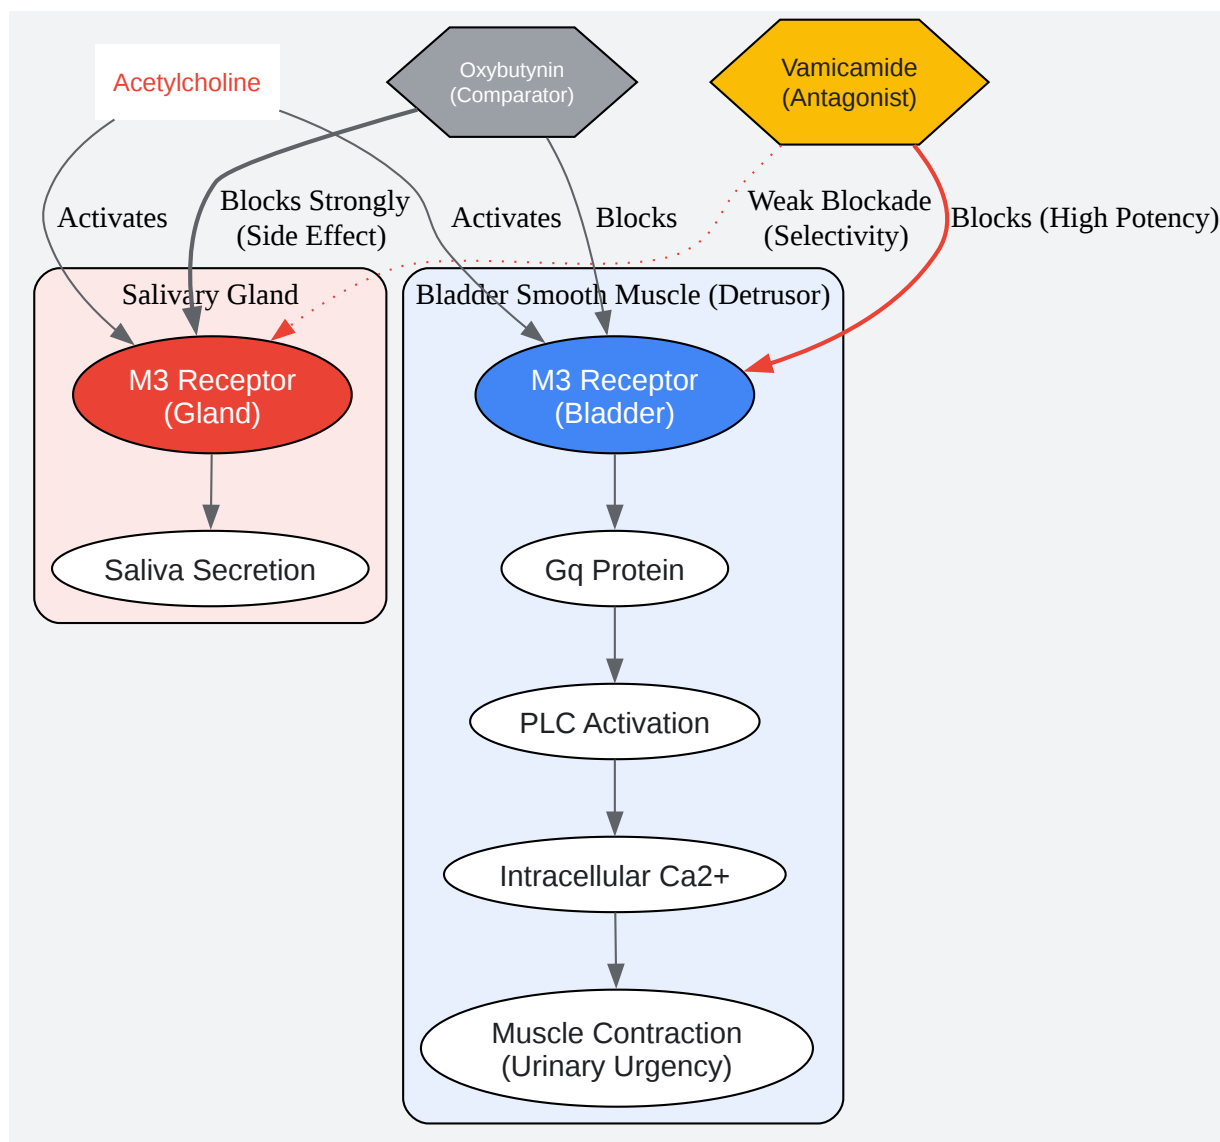 Acetylcholine
Oxybutynin
(Comparator)
Vamicamide
(Antagonist)
Activates
Blocks Strongly
(Side Effect)
Activates
Blocks
Weak Blockade
(Selectivity)
Blocks (High Potency)
Salivary Gland
Bladder Smooth Muscle (Detrusor)
M3 Receptor
(Gland)
M3 Receptor
(Bladder)
Saliva Secretion
Gq Protein
PLC Activation
Intracellular Ca2+
Muscle Contraction
(Urinary Urgency)